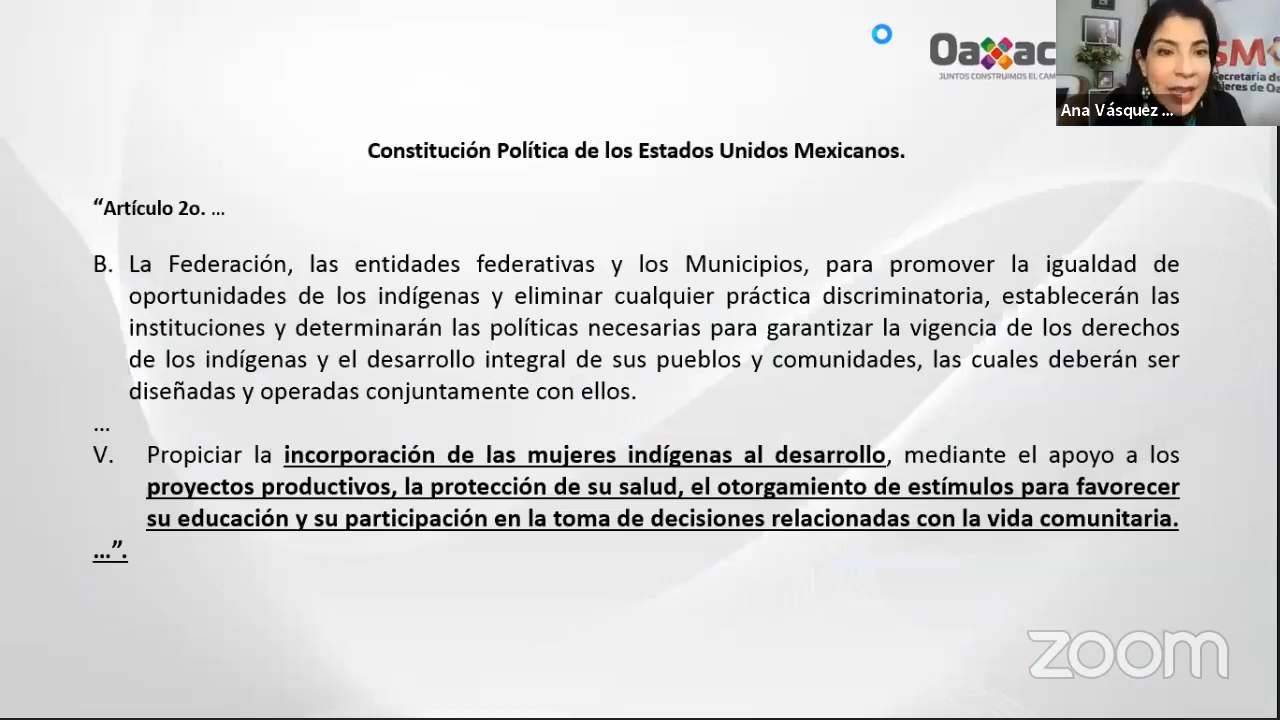 Oaxac
JUNTOS CONSTRUIMOS EL CAM
SM
Secretaría de
Ana Vásquez ...
Constitución Política de los Estados Unidos Mexicanos.
“Artículo 2o. ...
B. La Federación, las entidades federativas y los Municipios, para promover la igualdad de
oportunidades de los indígenas y eliminar cualquier práctica discriminatoria, establecerán las
instituciones y determinarán las políticas necesarias para garantizar la vigencia de los derechos
de los indígenas y el desarrollo integral de sus pueblos y comunidades, las cuales deberán ser
diseñadas y operadas conjuntamente con ellos.
...
V. Propiciar la incorporación de las mujeres indígenas al desarrollo, mediante el apoyo a los
proyectos productivos, la protección de su salud, el otorgamiento de estímulos para favorecer
su educación y su participación en la toma de decisiones relacionadas con la vida comunitaria.
...”.
zoom